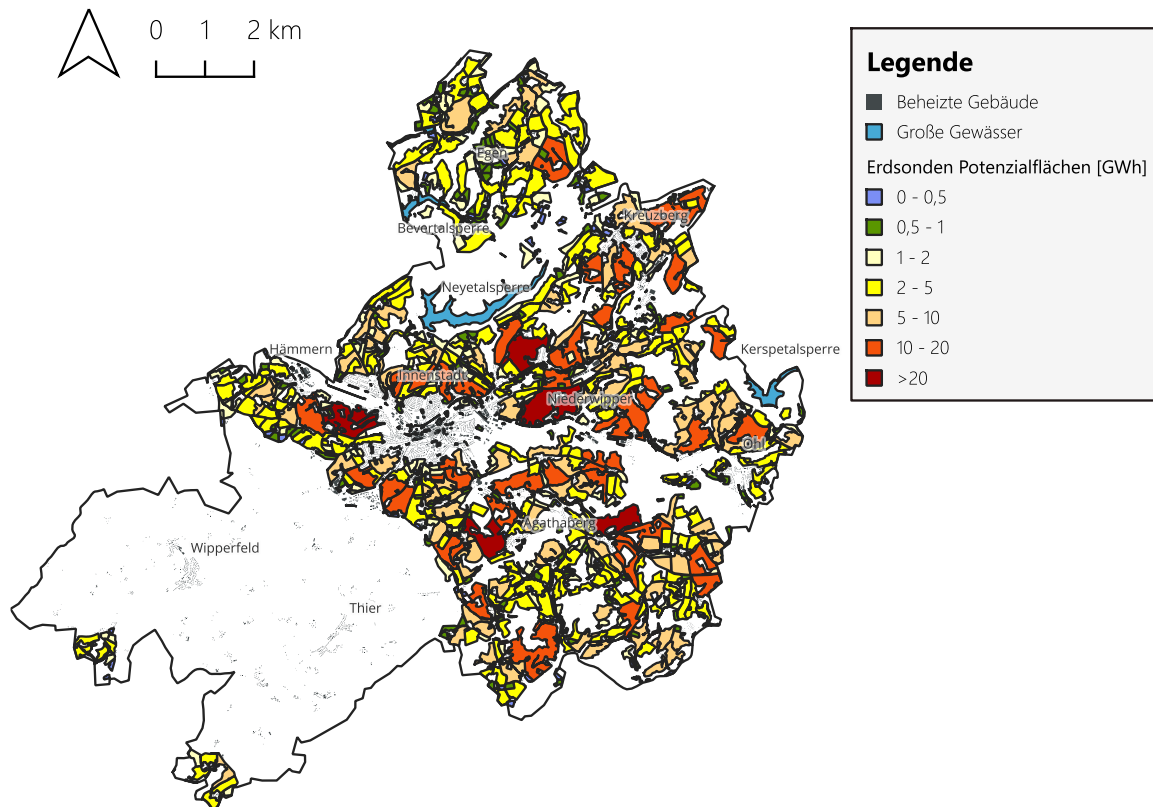 0 1 2 km
Legende
Beheizte Gebäude
Große Gewässer
Erdsonden Potenzialflächen [GWh]
0 - 0,5
0,5 - 1
1 - 2
2 - 5
5 - 10
10 - 20
>20
Egen
Kreuzberg
Bevertalsperre
Neyetalsperre
Hämmern
Kerspetalsperre
Innenstadt
Niederwipper
Ohl
Agathaberg
Wipperfeld
Thier